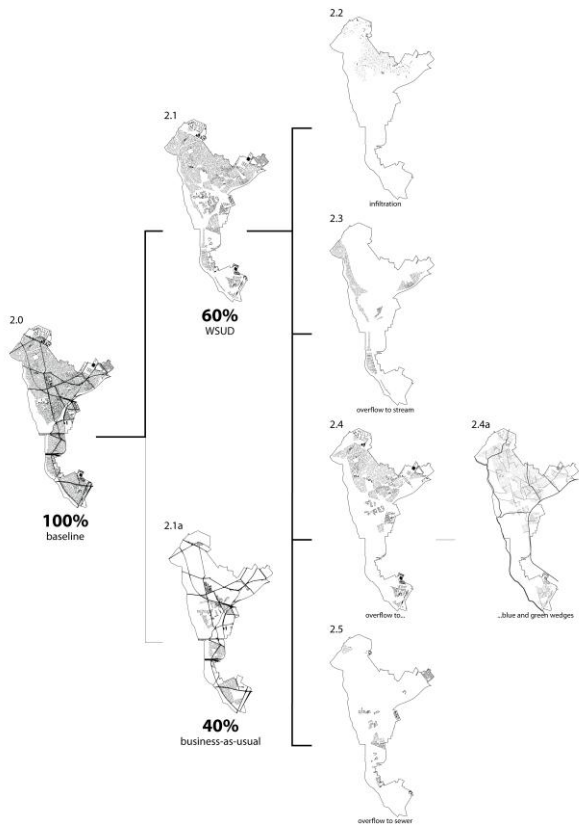 2.2
infiltration
2.1
60%
WSUD
2.3
overflow to stream
2.0
100%
baseline
2.4
overflow to...
2.4a
...blue and green wedges
2.1a
40%
business-as-usual
2.5
overflow to sewer